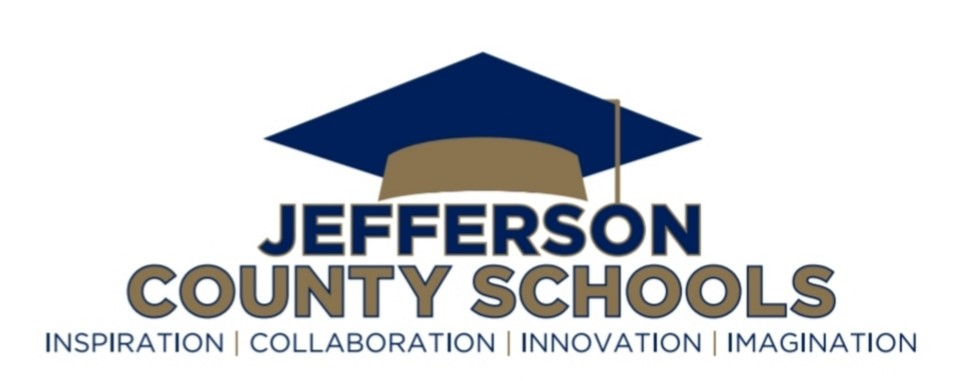 JEFFERSON
COUNTY SCHOOLS
INSPIRATION | COLLABORATION | INNOVATION | IMAGINATION